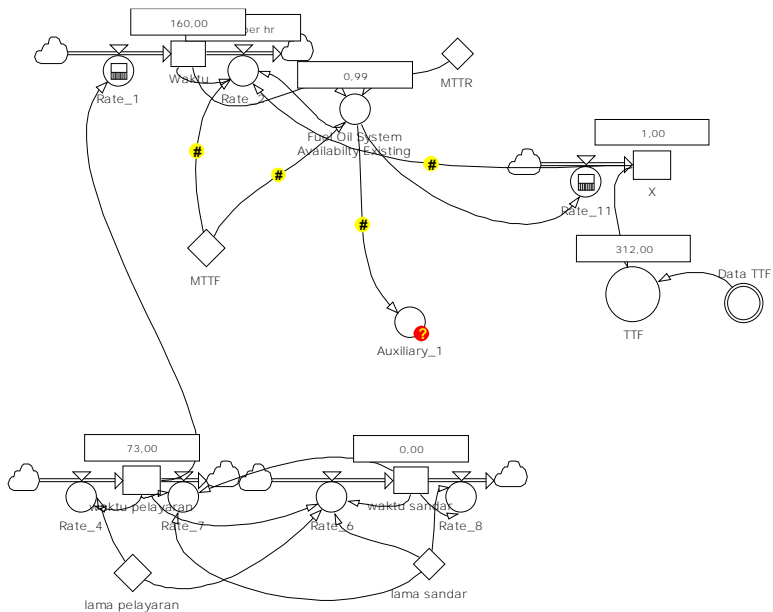 160,00
per hr
0,99
MTTR
Waktu
Rate_1
Rate_2
Fuel Oil System
Availabilty Existing
1,00
#
#
#
#
X
Rate_11
312,00
MTTF
Data TTF
TTF
?
Auxiliary_1
73,00
0,00
waktu pelayaran
waktu sandar
Rate_4
Rate_7
Rate_6
Rate_8
lama pelayaran
lama sandar